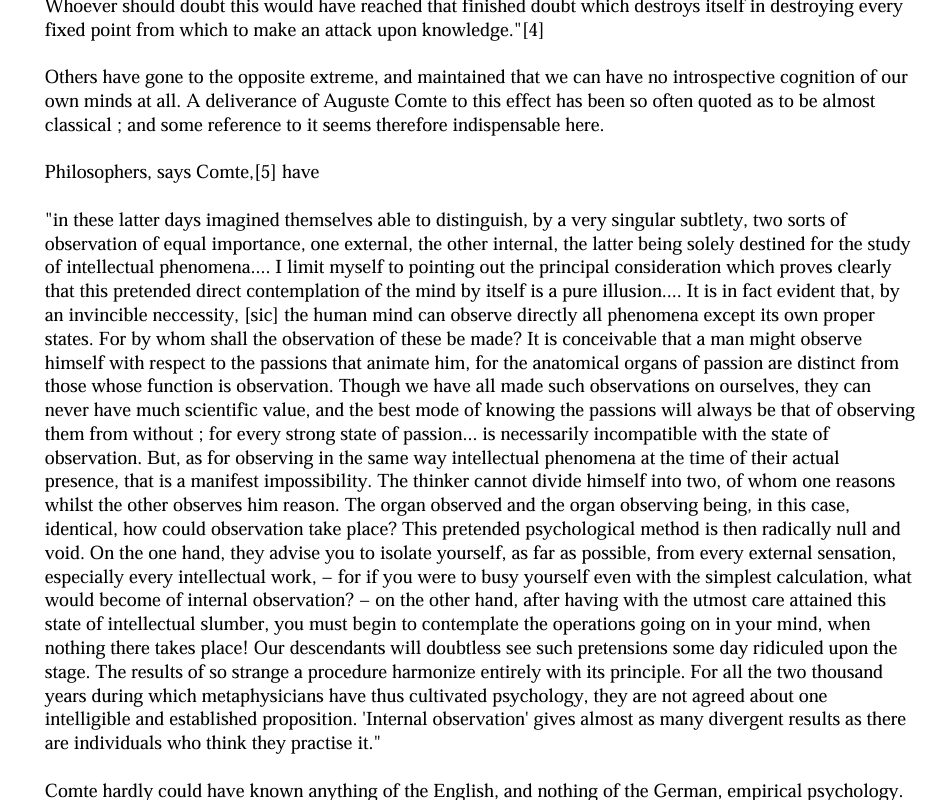 Whoever should doubt this would have reached that finished doubt which destroys itself in destroying every
fixed point from which to make an attack upon knowledge."[4]
Others have gone to the opposite extreme, and maintained that we can have no introspective cognition of our
own minds at all. A deliverance of Auguste Comte to this effect has been so often quoted as to be almost
classical ; and some reference to it seems therefore indispensable here.
Philosophers, says Comte,[5] have
"in these latter days imagined themselves able to distinguish, by a very singular subtlety, two sorts of
observation of equal importance, one external, the other internal, the latter being solely destined for the study
of intellectual phenomena.... I limit myself to pointing out the principal consideration which proves clearly
that this pretended direct contemplation of the mind by itself is a pure illusion.... It is in fact evident that, by
an invincible neccessity, [sic] the human mind can observe directly all phenomena except its own proper
states. For by whom shall the observation of these be made? It is conceivable that a man might observe
himself with respect to the passions that animate him, for the anatomical organs of passion are distinct from
those whose function is observation. Though we have all made such observations on ourselves, they can
never have much scientific value, and the best mode of knowing the passions will always be that of observing
them from without ; for every strong state of passion... is necessarily incompatible with the state of
observation. But, as for observing in the same way intellectual phenomena at the time of their actual
presence, that is a manifest impossibility. The thinker cannot divide himself into two, of whom one reasons
whilst the other observes him reason. The organ observed and the organ observing being, in this case,
identical, how could observation take place? This pretended psychological method is then radically null and
void. On the one hand, they advise you to isolate yourself, as far as possible, from every external sensation,
especially every intellectual work, – for if you were to busy yourself even with the simplest calculation, what
would become of internal observation? – on the other hand, after having with the utmost care attained this
state of intellectual slumber, you must begin to contemplate the operations going on in your mind, when
nothing there takes place! Our descendants will doubtless see such pretensions some day ridiculed upon the
stage. The results of so strange a procedure harmonize entirely with its principle. For all the two thousand
years during which metaphysicians have thus cultivated psychology, they are not agreed about one
intelligible and established proposition. 'Internal observation' gives almost as many divergent results as there
are individuals who think they practise it."
Comte hardly could have known anything of the English, and nothing of the German, empirical psychology.